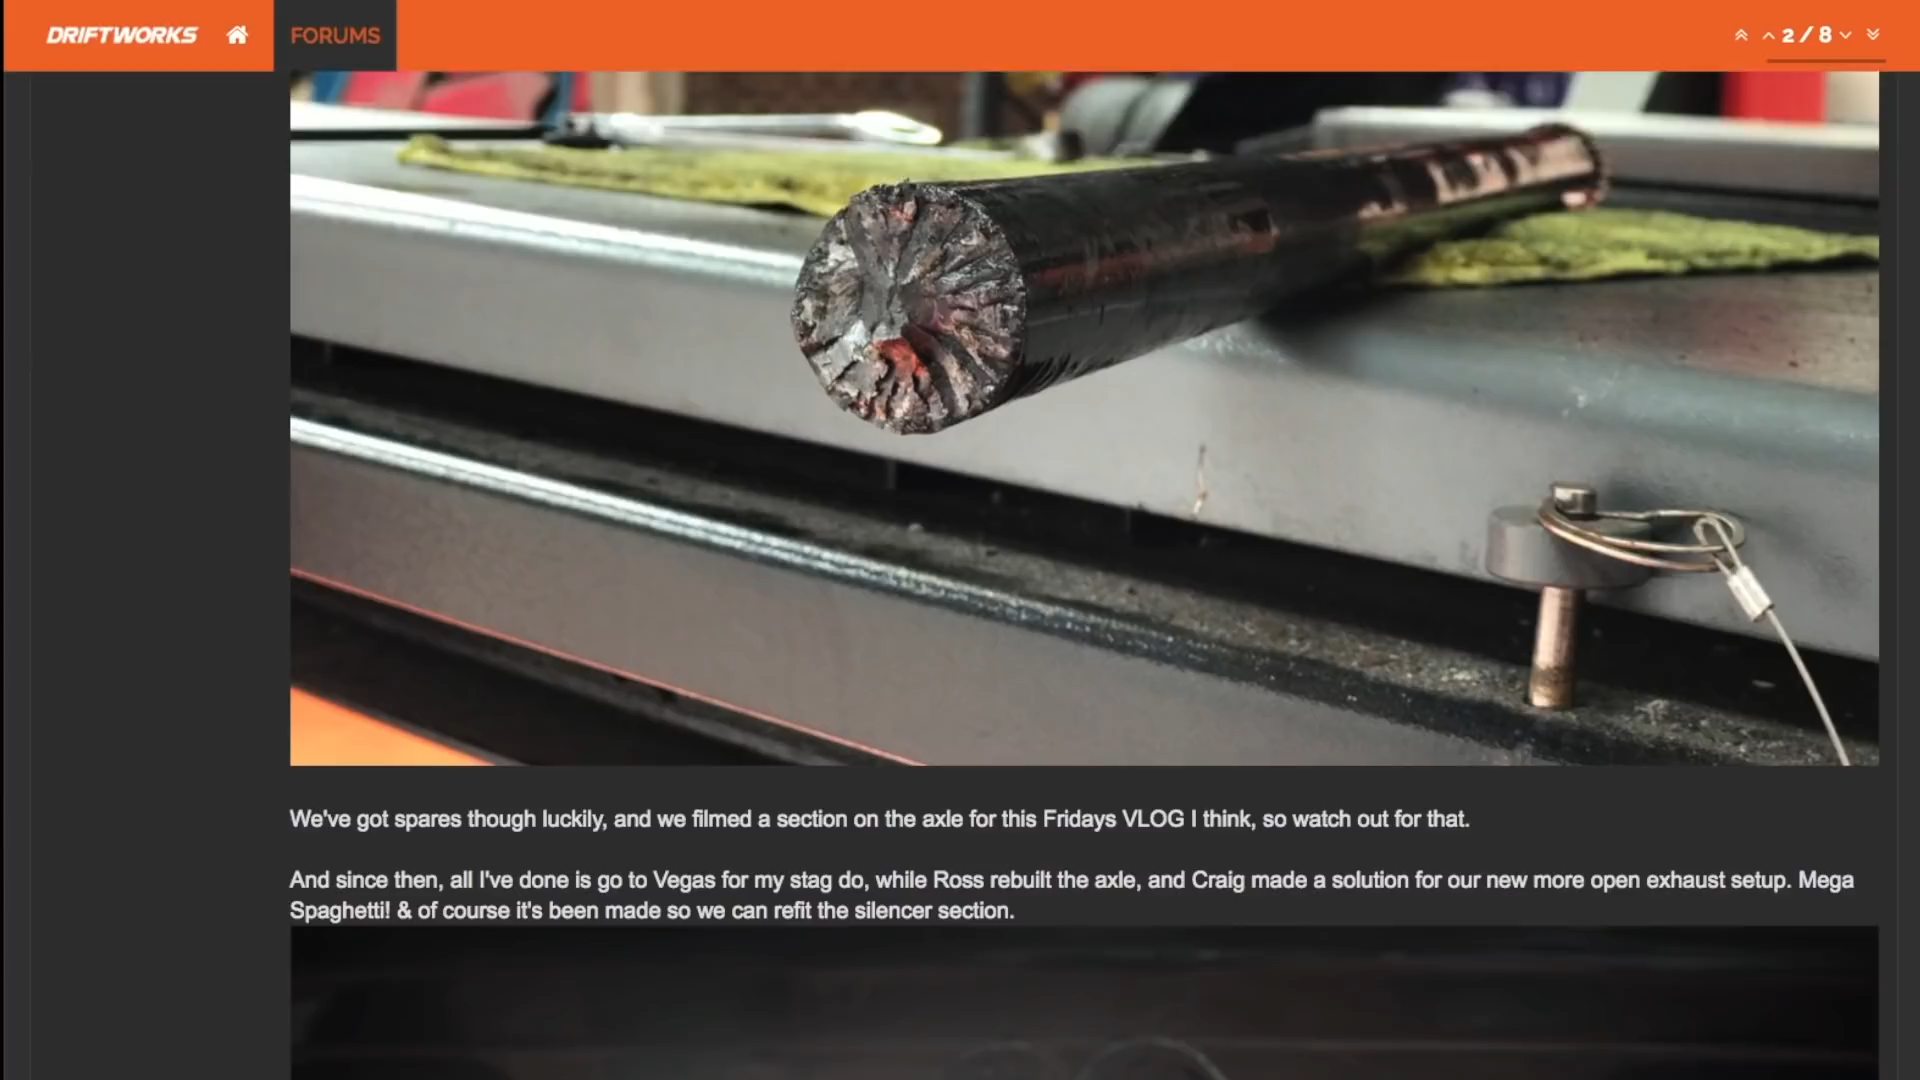 DRIFTWORKS FORUMS 2 / 8
We've got spares though luckily, and we filmed a section on the axle for this Fridays VLOG I think, so watch out for that.
And since then, all I've done is go to Vegas for my stag do, while Ross rebuilt the axle, and Craig made a solution for our new more open exhaust setup. Mega
Spaghetti! & of course it's been made so we can refit the silencer section.